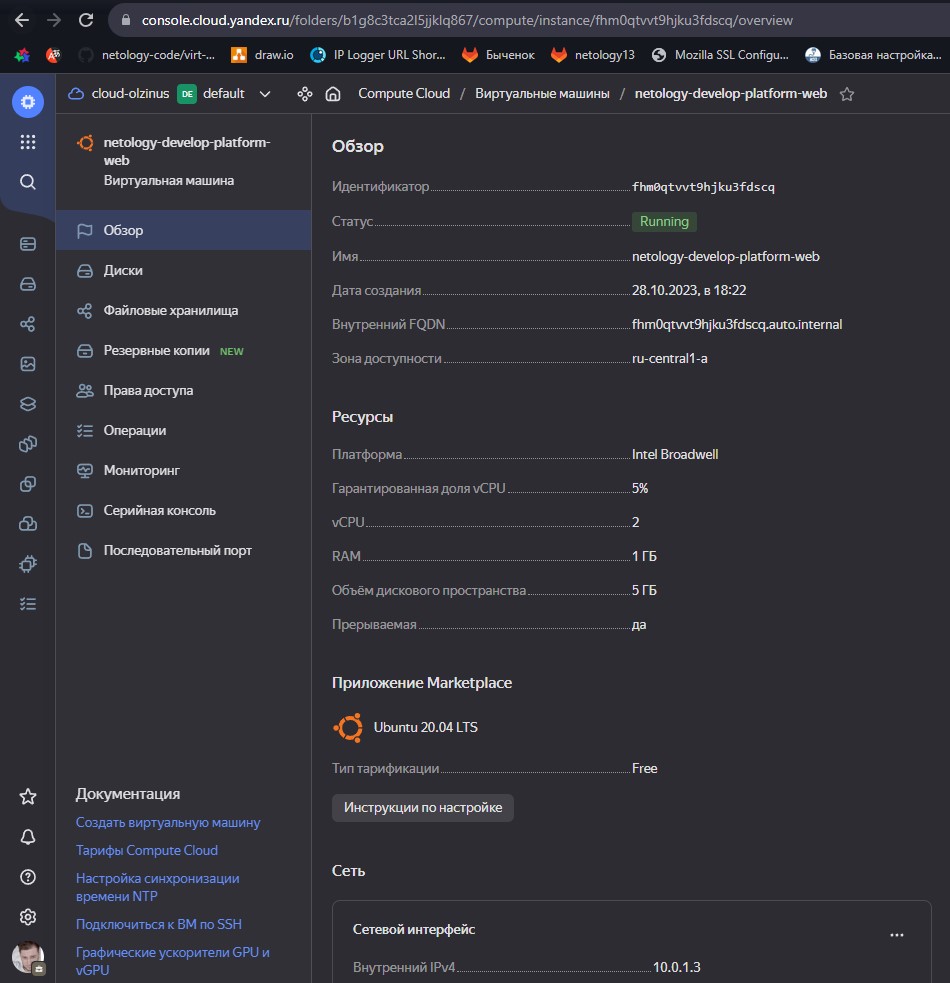 console.cloud.yandex.ru/folders/b1g8c3tca2l5jjklq867/compute/instance/fhm0qtvvt9hjku3fdscq/overview
netology-code/virt-... draw.io IP Logger URL Shor... Быченок netology13 Mozilla SSL Configu... Базовая настройка...
cloud-olzinus DE default Compute Cloud / Виртуальные машины / netology-develop-platform-web
netology-develop-platform-
web
Виртуальная машина
Обзор
Диски
Файловые хранилища
Резервные копии NEW
Права доступа
Операции
Мониторинг
Серийная консоль
Последовательный порт
Документация
Создать виртуальную машину
Тарифы Compute Cloud
Настройка синхронизации
времени NTP
Подключиться к ВМ по SSH
Графические ускорители GPU и
vGPU
Обзор
Идентификатор fhm0qtvvt9hjku3fdscq
Статус Running
Имя netology-develop-platform-web
Дата создания 28.10.2023, в 18:22
Внутренний FQDN fhm0qtvvt9hjku3fdscq.auto.internal
Зона доступности ru-central1-a
Ресурсы
Платформа Intel Broadwell
Гарантированная доля vCPU 5%
vCPU 2
RAM 1 ГБ
Объём дискового пространства 5 ГБ
Прерываемая да
Приложение Marketplace
Ubuntu 20.04 LTS
Тип тарификации Free
Инструкции по настройке
Сеть
Сетевой интерфейс
Внутренний IPv4 10.0.1.3